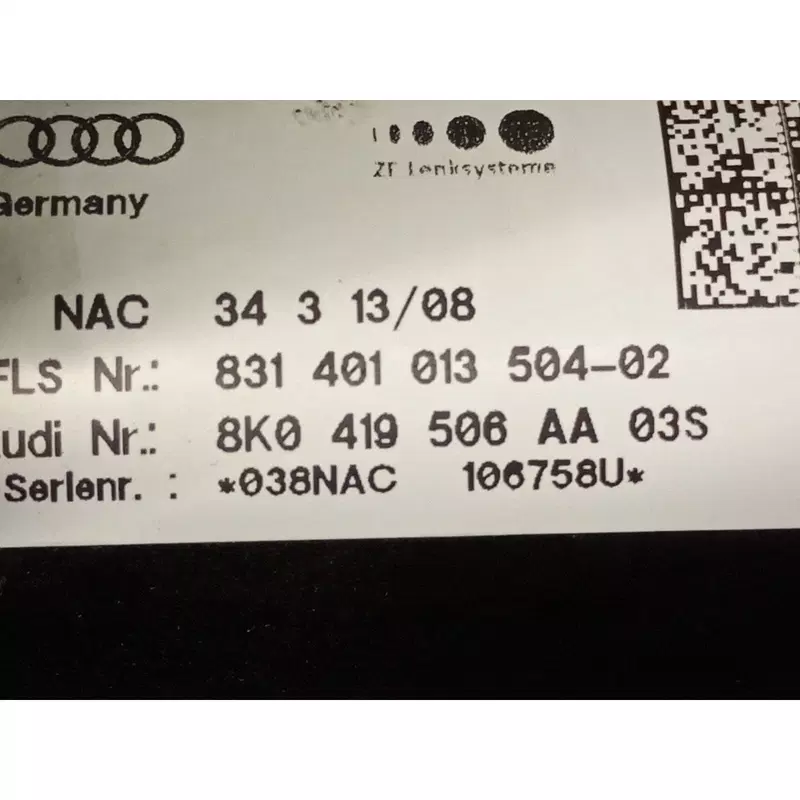 ZF Lenksysteme
Germany
NAC 34 3 13/08
FLS Nr.: 831 401 013 504-02
udi Nr.: 8K0 419 506 AA 03S
Serienr. : *038NAC 106758U*